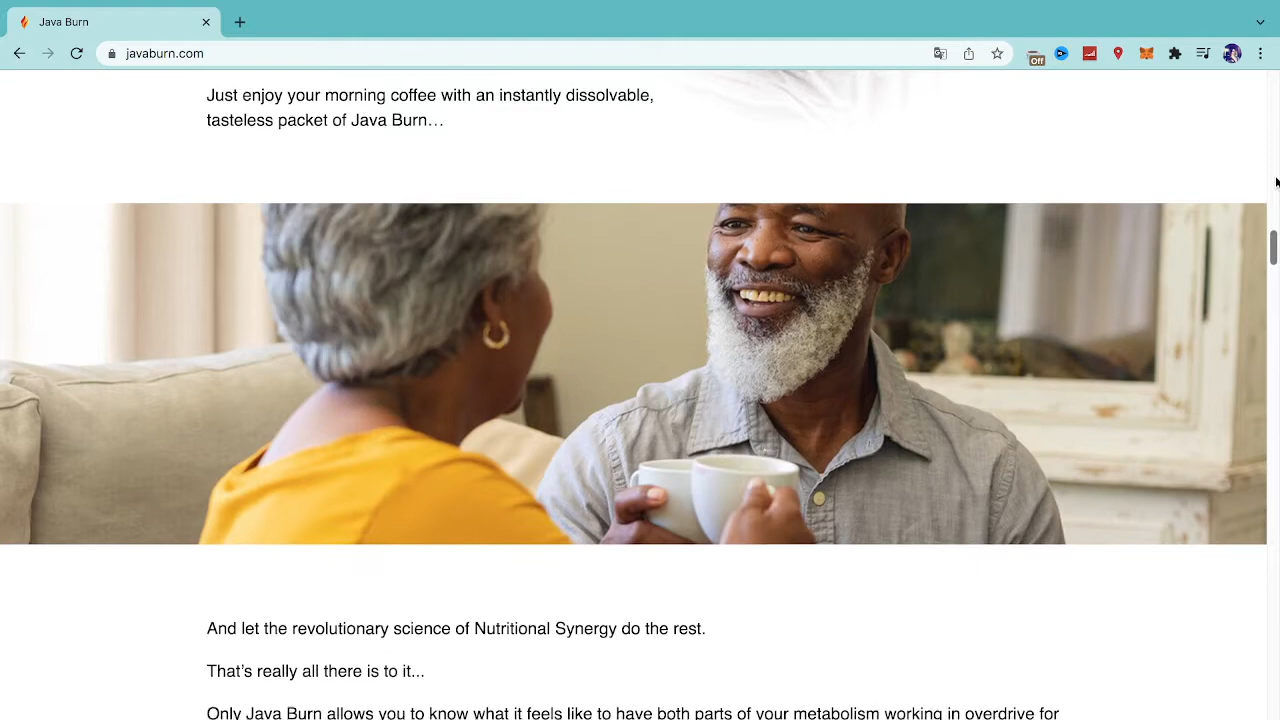 Java Burn
javaburn.com
Off
Just enjoy your morning coffee with an instantly dissolvable,
tasteless packet of Java Burn…
And let the revolutionary science of Nutritional Synergy do the rest.
That’s really all there is to it...
Only Java Burn allows you to know what it feels like to have both parts of your metabolism working in overdrive for